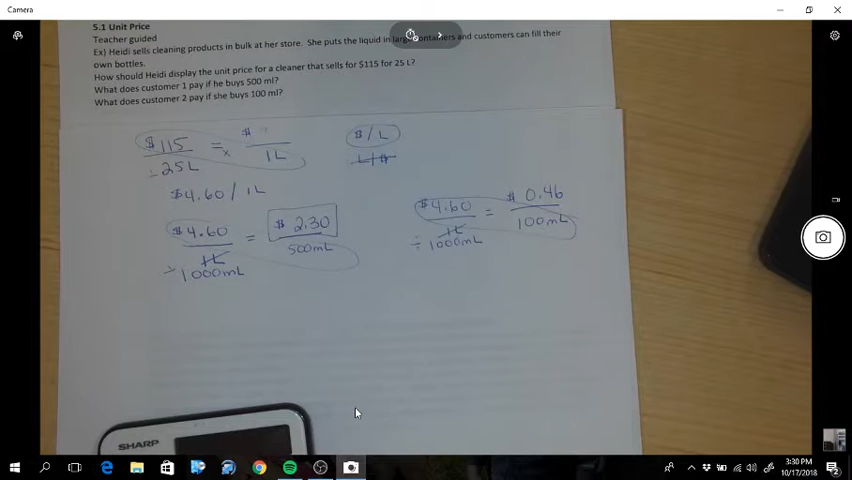 Camera
5.1 Unit Price
Teacher guided
Ex) Heidi sells cleaning products in bulk at her store. She puts the liquid in large containers and customers can fill their
own bottles.
How should Heidi display the unit price for a cleaner that sells for $115 for 25 L?
What does customer 1 pay if he buys 500 ml?
What does customer 2 pay if she buys 100 ml?
$115 = $
÷ 25L x 1L
$/L
L/$
$4.60 / 1L
$4.60 = $ 2.30
1L 500mL
÷ 1000mL
$4.60 = $ 0.46
1L 100mL
÷ 1000mL
SHARP
3:30 PM
10/17/2018